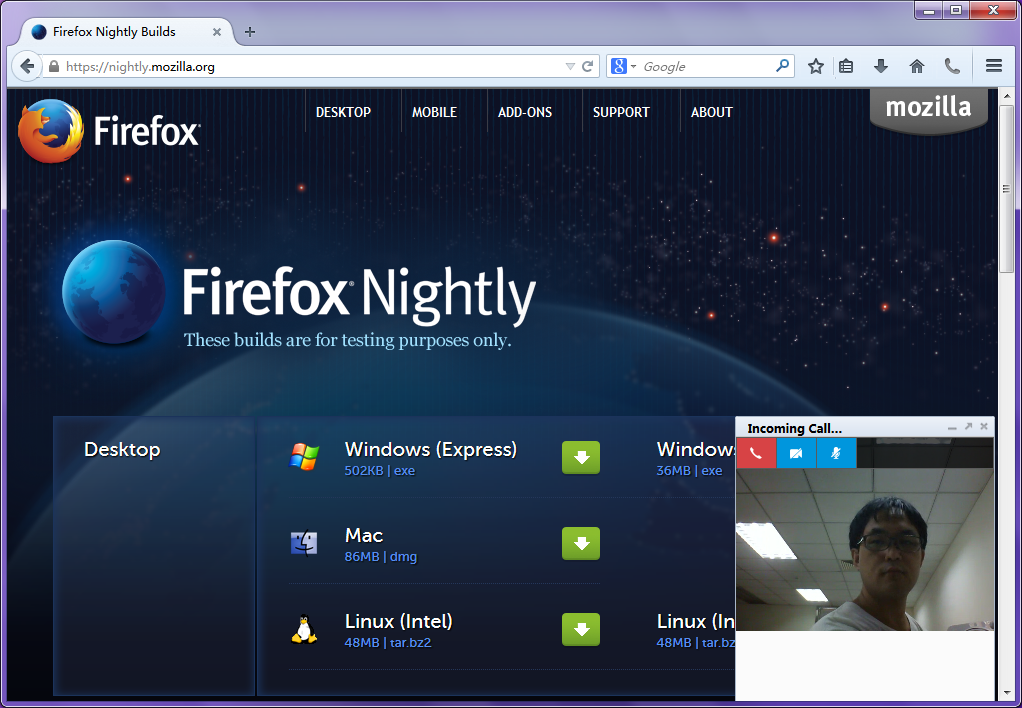 Firefox Nightly Builds
https://nightly.mozilla.org
Google
Firefox
DESKTOP
MOBILE
ADD-ONS
SUPPORT
ABOUT
mozilla
Firefox Nightly
These builds are for testing purposes only.
Desktop
Windows (Express)
502KB | exe
Windows
36MB | exe
Mac
86MB | dmg
Linux (Intel)
48MB | tar.bz2
Linux (In
48MB | tar.bz
Incoming Call...